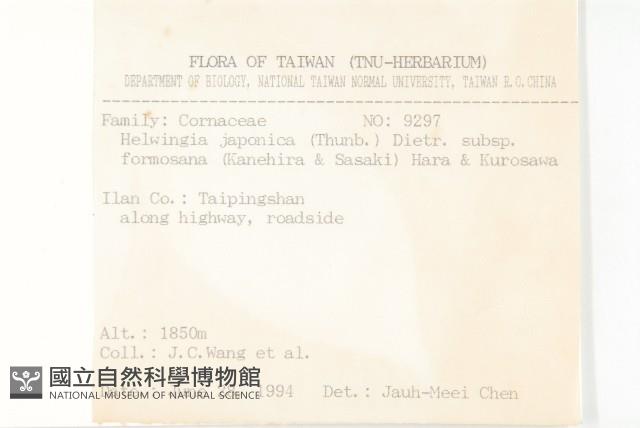 FLORA OF TAIWAN (TNU-HERBARIUM)
DEPARTMENT OF BIOLOGY, NATIONAL TAIWAN NORMAL UNIVERSITY, TAIWAN R.O.CHINA
Family: Cornaceae NO: 9297
Helwingia japonica (Thunb.) Dietr. subsp.
formosana (Kanehira & Sasaki) Hara & Kurosawa
Ilan Co.: Taipingshan
along highway, roadside
Alt.: 1850m
Coll.: J.C.Wang et al.
1994 Det.: Jauh-Meei Chen
國立自然科學博物館
NATIONAL MUSEUM OF NATURAL SCIENCE